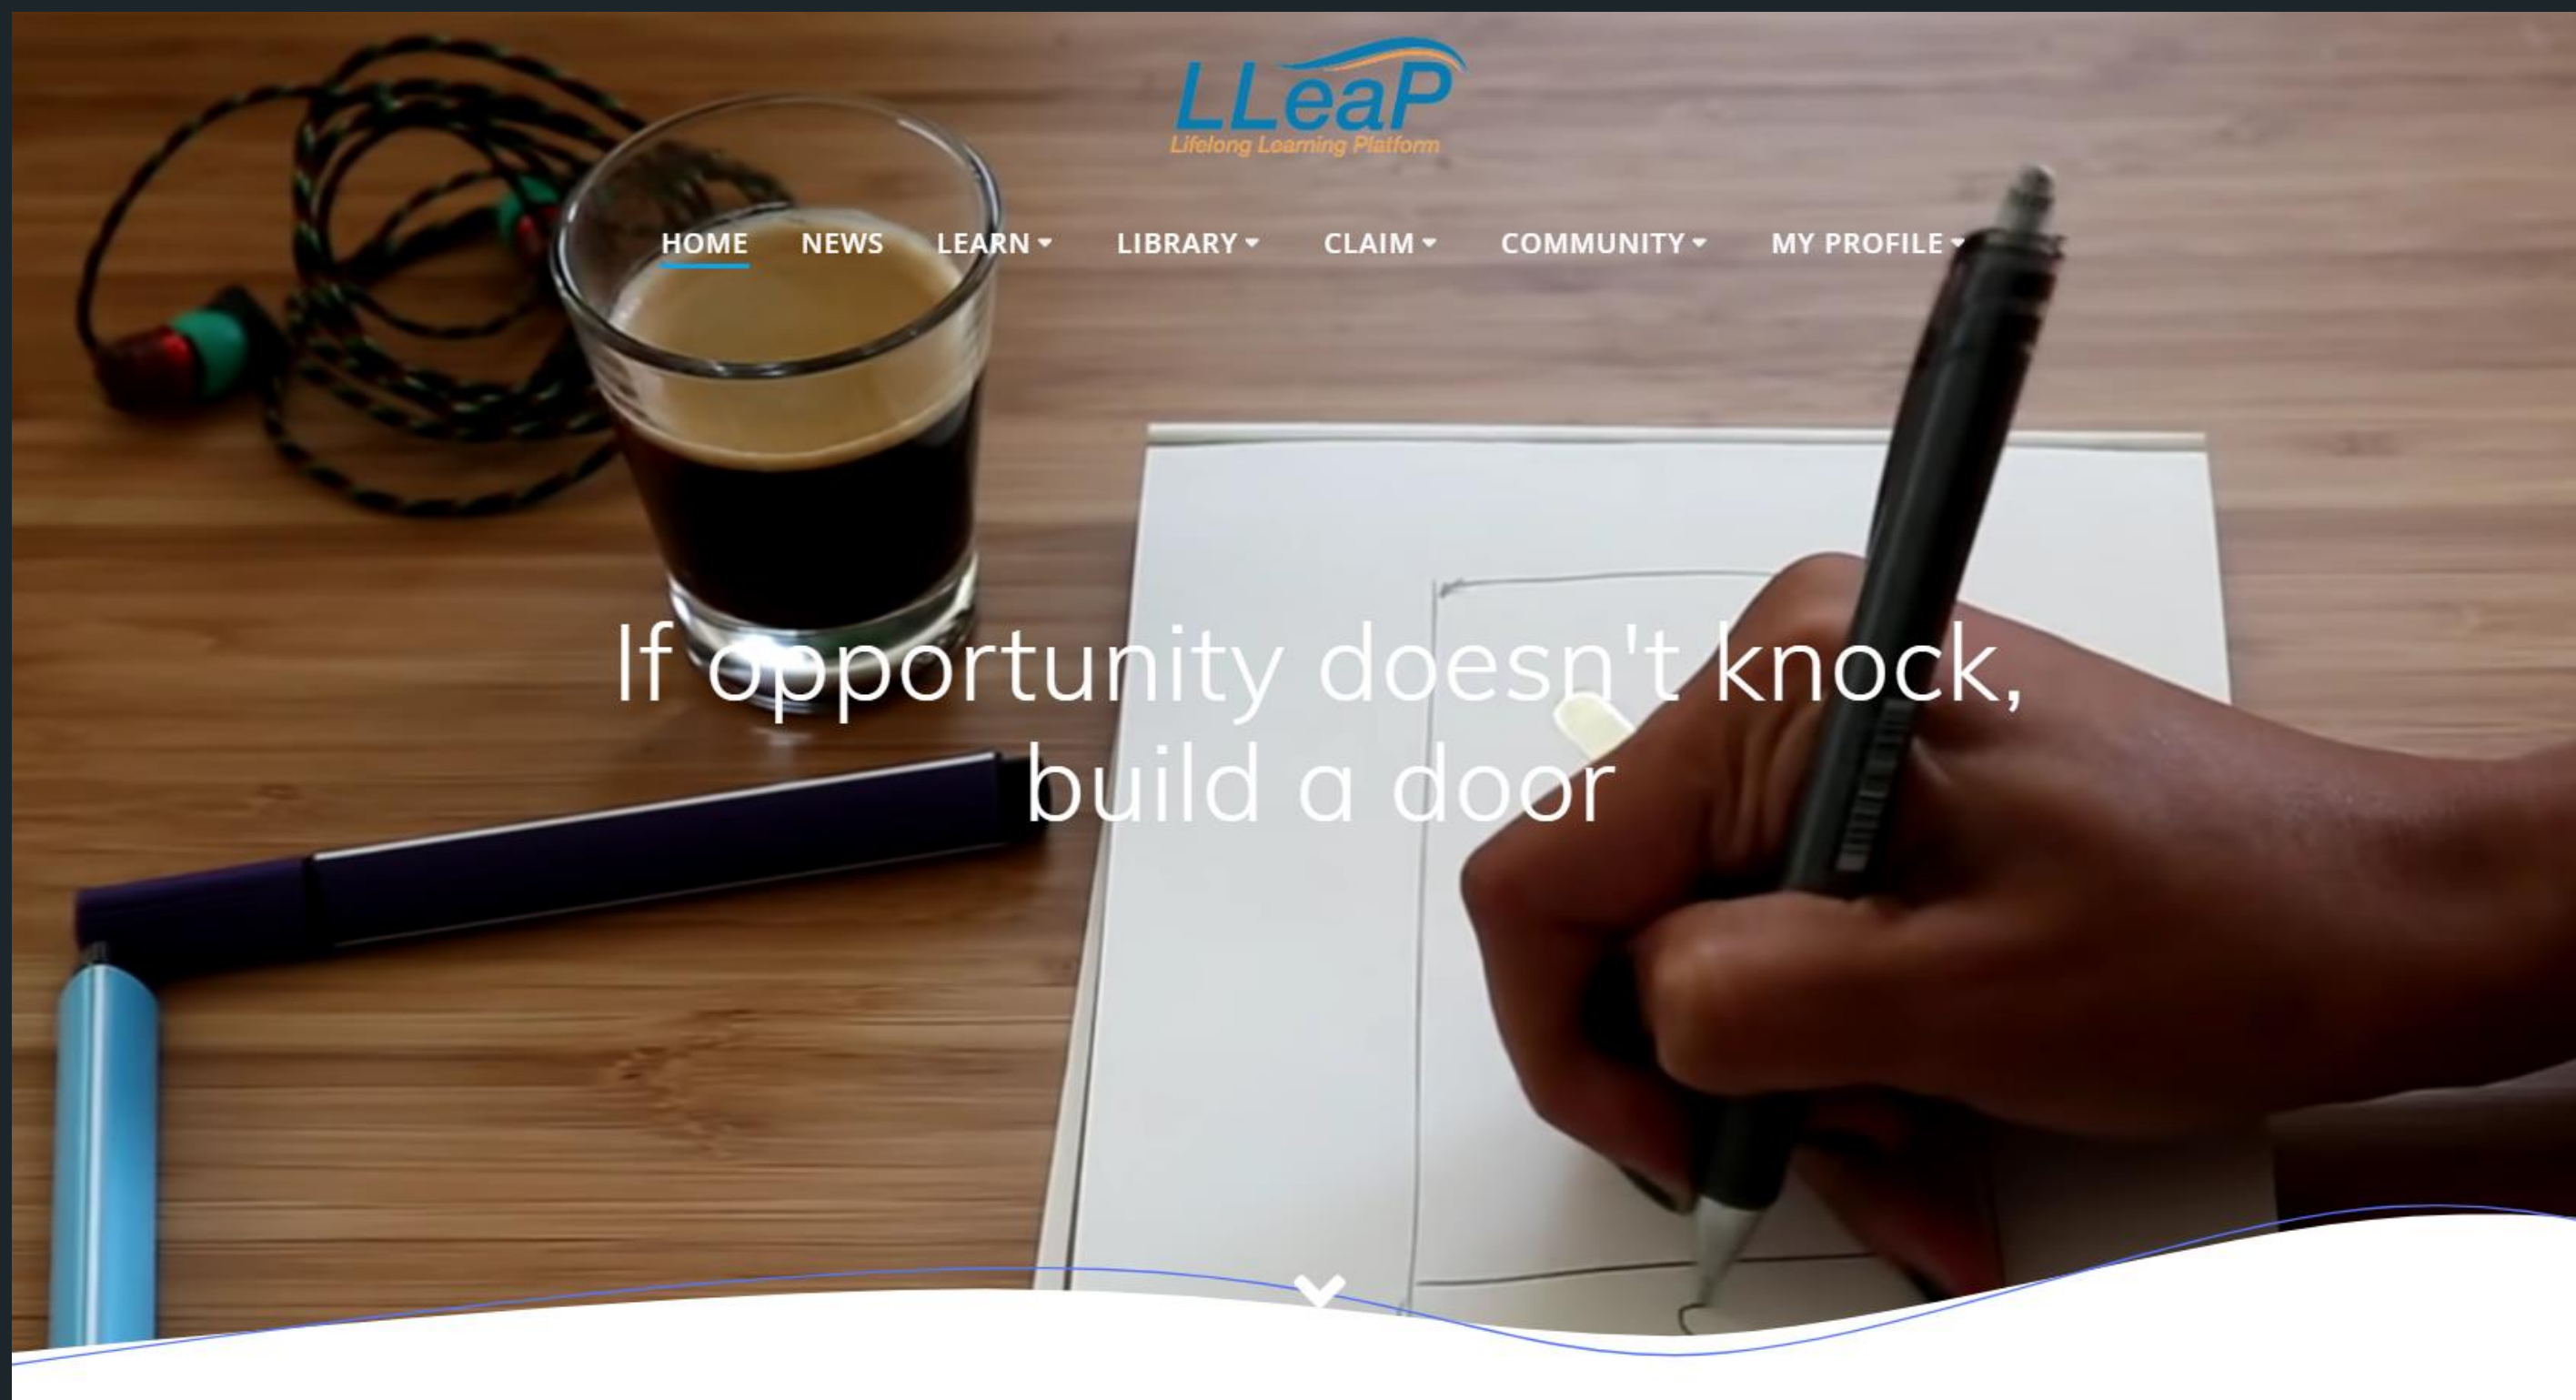 LLeaP
Lifelong Learning Platform
HOME NEWS LEARN LIBRARY CLAIM COMMUNITY MY PROFILE
If opportunity doesn't knock,
build a door